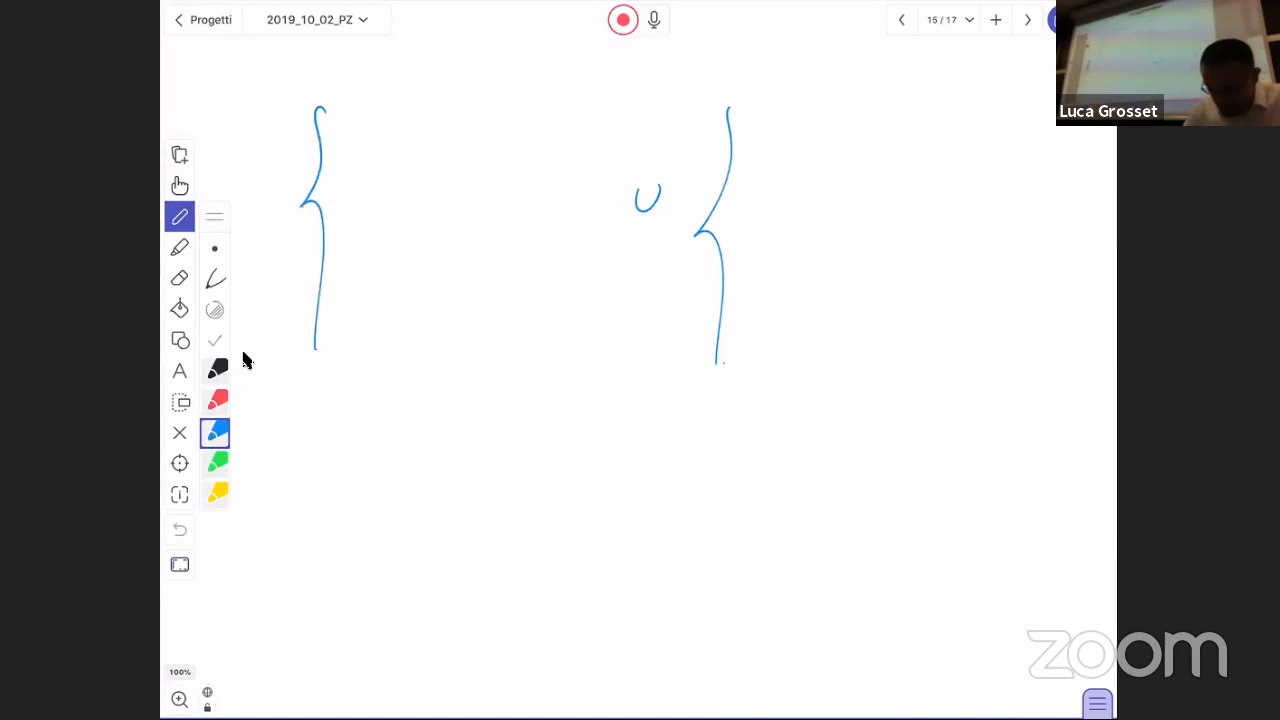 Progetti
2019_10_02_PZ
15 / 17
Luca Grosset
{ ∪ {
A
100%
zoom